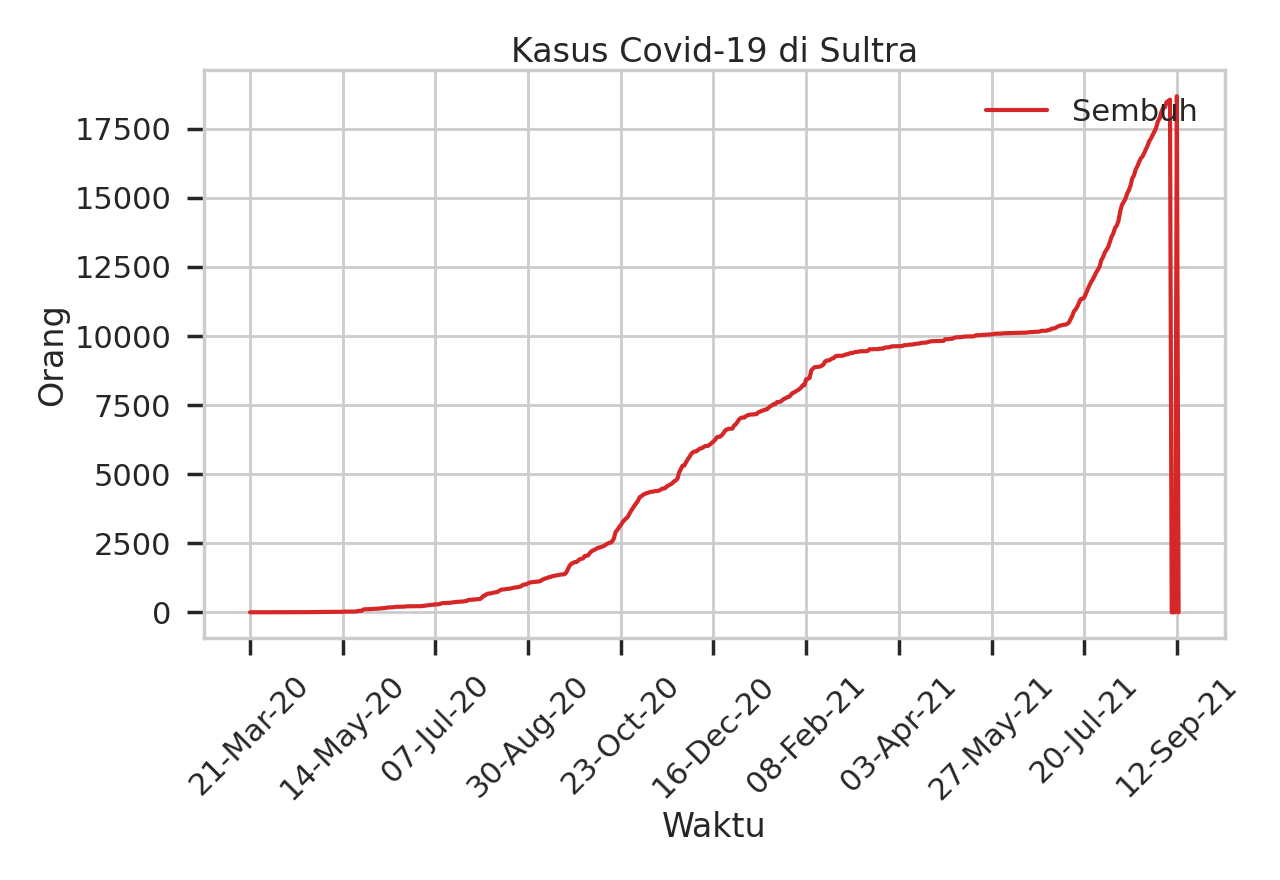 Kasus Covid-19 di Sultra
Sembuh
17500
15000
12500
10000
7500
5000
2500
0
Orang
21-Mar-20
14-May-20
07-Jul-20
30-Aug-20
23-Oct-20
16-Dec-20
08-Feb-21
03-Apr-21
27-May-21
20-Jul-21
12-Sep-21
Waktu